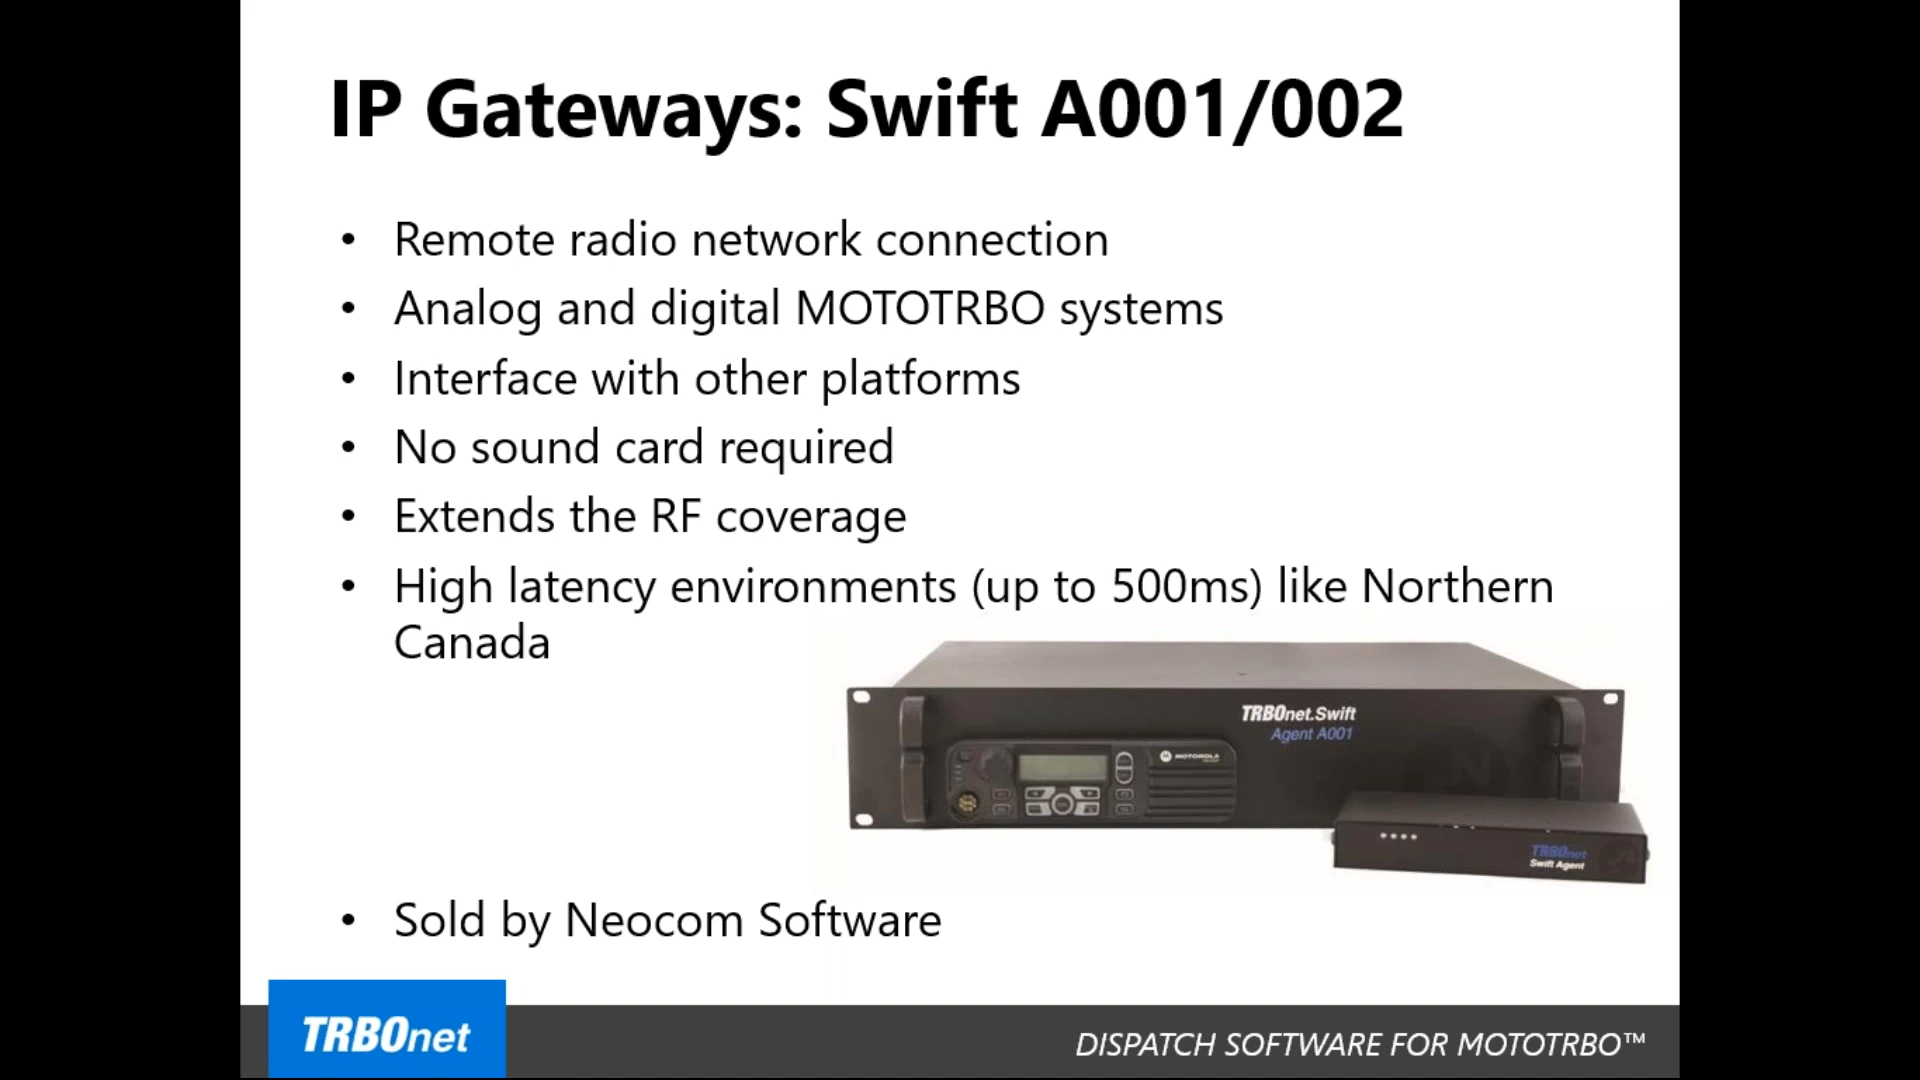 IP Gateways: Swift A001/002
• Remote radio network connection
• Analog and digital MOTOTRBO systems
• Interface with other platforms
• No sound card required
• Extends the RF coverage
• High latency environments (up to 500ms) like Northern
Canada
TRBOnet.Swift
Agent A001
MOTOROLA
TRBOnet
Swift Agent
• Sold by Neocom Software
TRBOnet
DISPATCH SOFTWARE FOR MOTOTRBO™